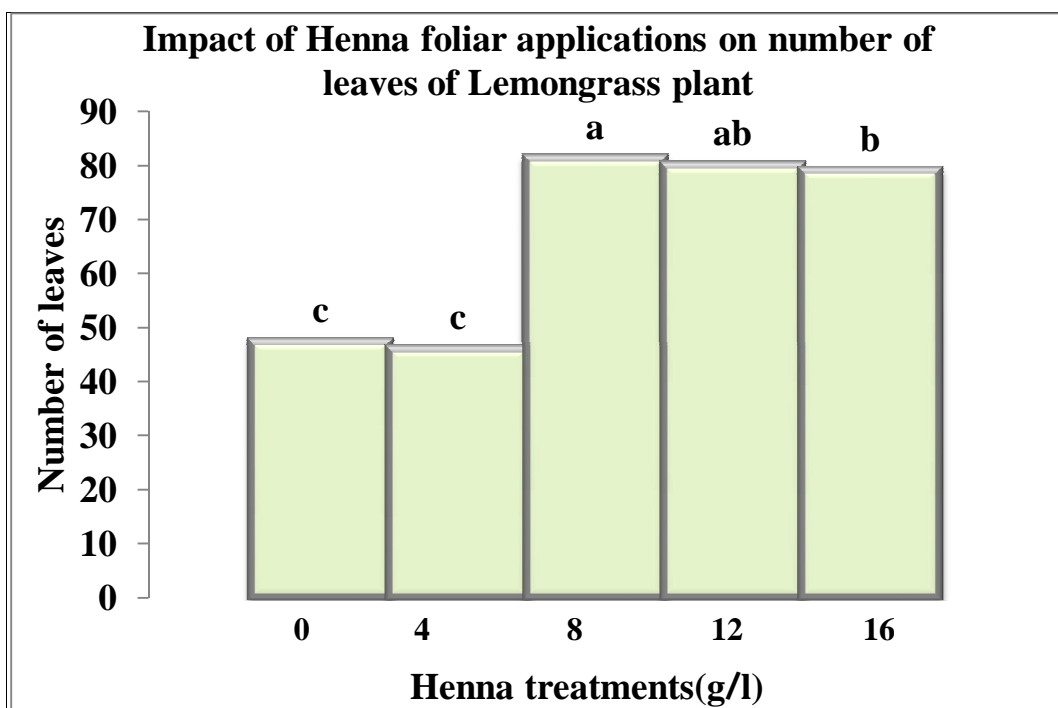 Impact of Henna foliar applications on number of
leaves of Lemongrass plant
Number of leaves
90
80
70
60
50
40
30
20
10
0
c
c
a
ab
b
0
4
8
12
16
Henna treatments(g/l)